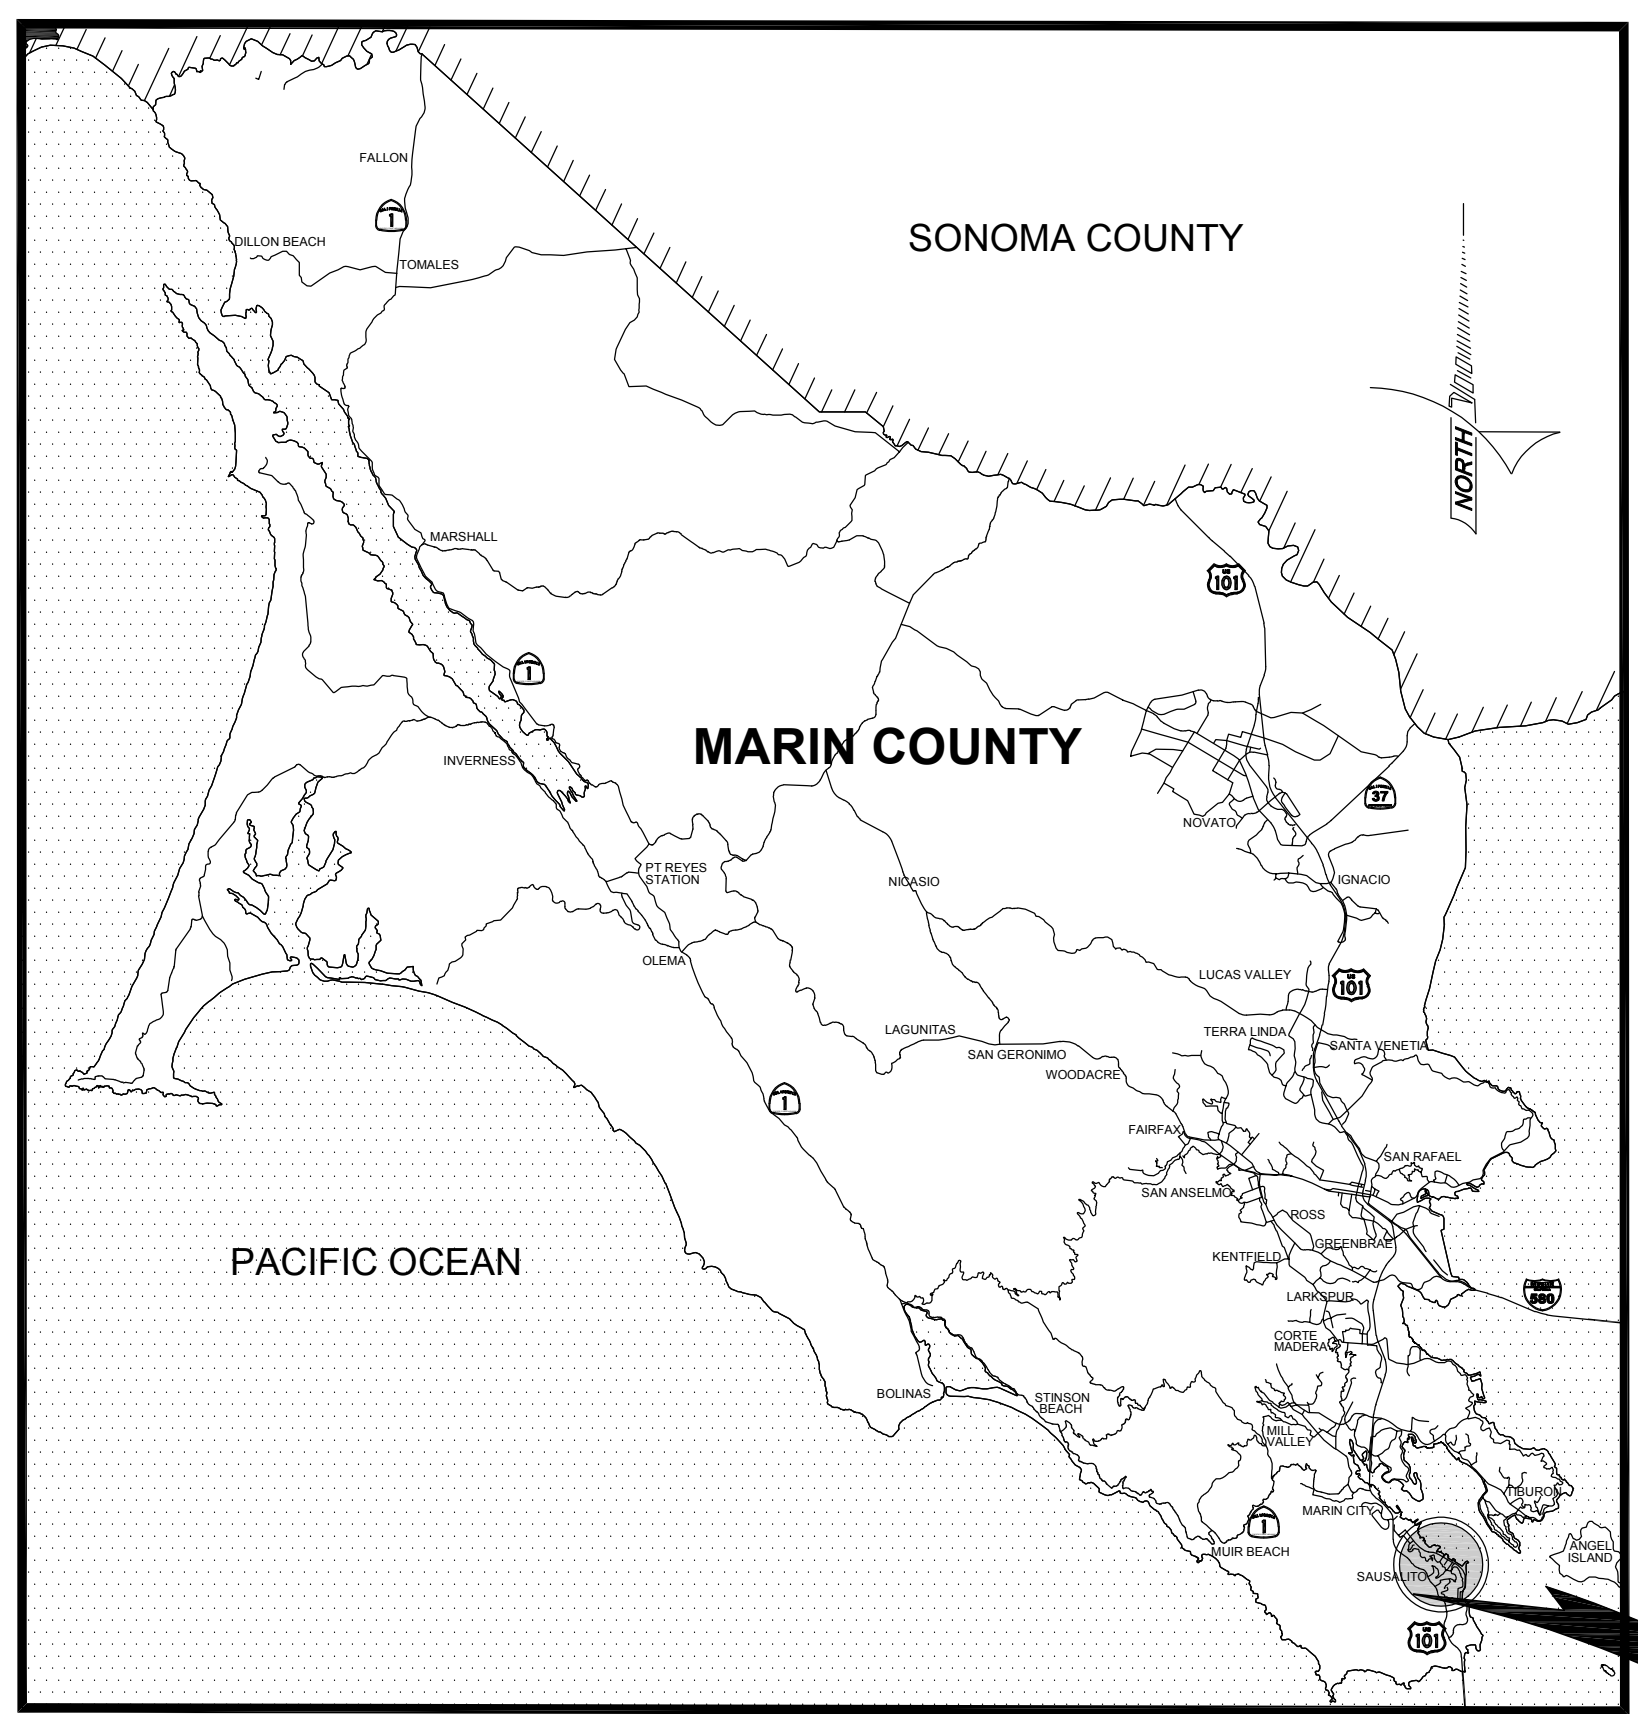 FALLON
1
SONOMA COUNTY
DILLON BEACH
TOMALES
NORTH
MARSHALL
US
101
1
MARIN COUNTY
INVERNESS
37
NOVATO
PT REYES
STATION
NICASIO
IGNACIO
OLEMA
LUCAS VALLEY
US
101
LAGUNITAS
TERRA LINDA
SAN GERONIMO
SANTA VENETIA
WOODACRE
1
FAIRFAX
SAN RAFAEL
SAN ANSELMO
ROSS
GREENBRAE
PACIFIC OCEAN
KENTFIELD
LARKSPUR
580
CORTE
MADERA
BOLINAS
STINSON
BEACH
MILL
VALLEY
TIBURON
MARIN CITY
1
MUIR BEACH
ANGEL
ISLAND
SAUSALITO
US
101